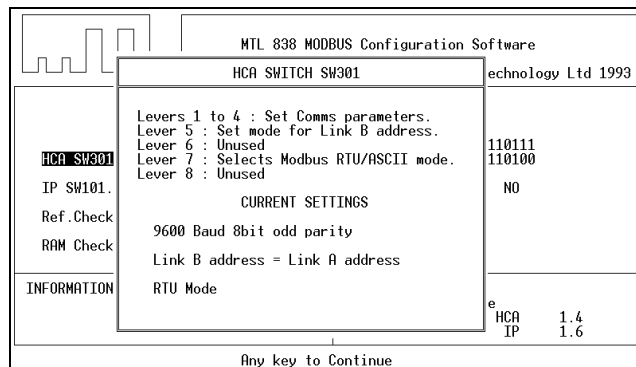 MTL 838 MODBUS Configuration Software
HCA SWITCH SW301
echnology Ltd 1993
Levers 1 to 4 : Set Comms parameters.
Lever 5 : Set mode for Link B address.
Lever 6 : Unused
110111
HCA SW301
Lever 7 : Selects Modbus RTU/ASCII mode.
110100
Lever 8 : Unused
IP SW101.
NO
CURRENT SETTINGS
Ref.Check
9600 Baud 8bit odd parity
RAM Check
Link B address = Link A address
INFORMATION
RTU Mode
e
HCA 1.4
IP 1.6
Any key to Continue